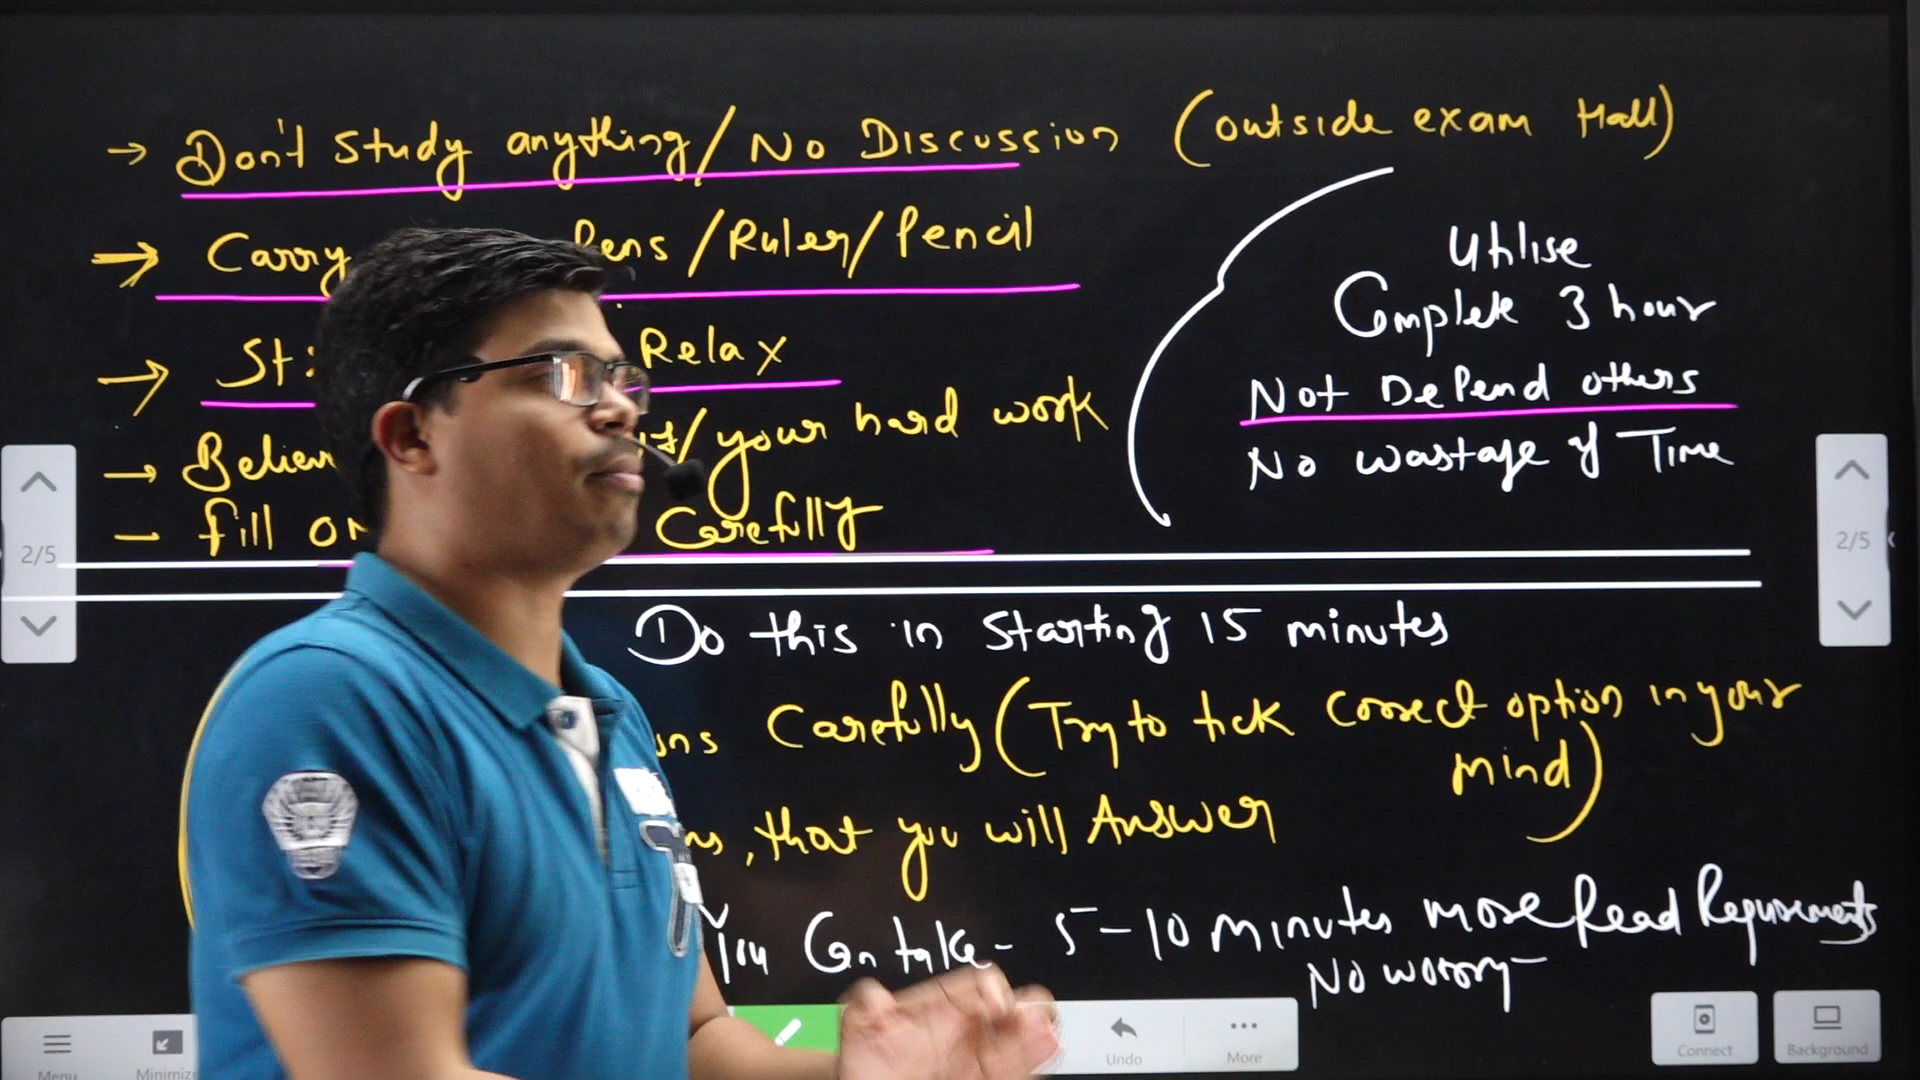 → Don't study anything/No Discussion (outside exam Hall)
→ Carry Pens/Ruler/Pencil
→ Relax
→ /your hard work
– fill Carefully
Utilise
Complete 3 hour
Not Depend others
No wastage of Time
2/5
2/5
Do this in Starting 15 minutes
Carefully (Try to tick correct option in your
mind)
, that you will Answer
You Can take – 5–10 minutes more Read Requirements
No worry –
Menu
Minimize
Undo
More
Connect
Background